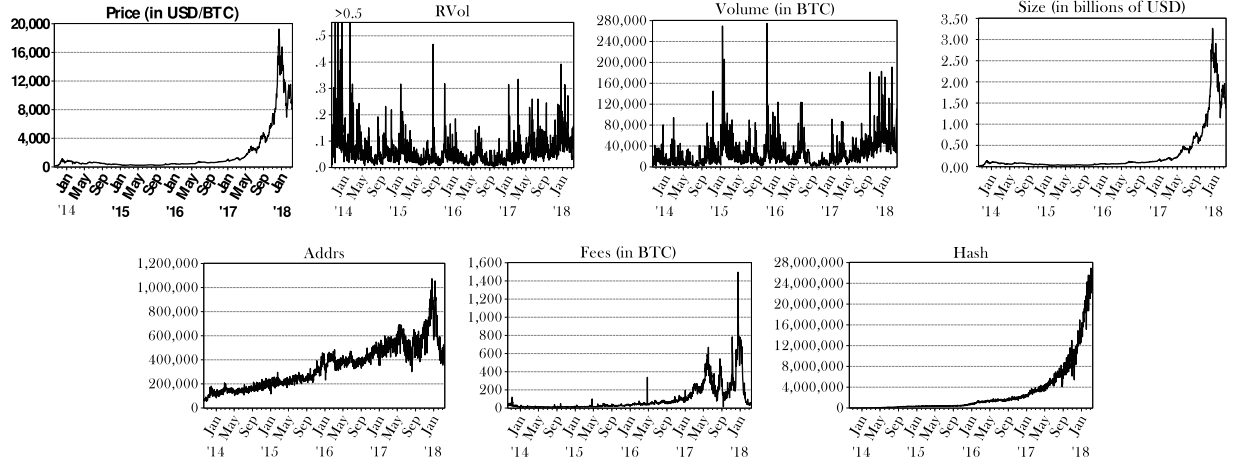 Price (in USD/BTC)
20,000
16,000
12,000
8,000
4,000
0
Jan May Sep Jan May Sep Jan May Sep Jan May Sep Jan
'14 '15 '16 '17 '18
RVol
>0.5
.5
.4
.3
.2
.1
.0
Jan May Sep Jan May Sep Jan May Sep Jan May Sep Jan
'14 '15 '16 '17 '18
Volume (in BTC)
280,000
240,000
200,000
160,000
120,000
80,000
40,000
0
Jan May Sep Jan May Sep Jan May Sep Jan May Sep Jan
'14 '15 '16 '17 '18
Size (in billions of USD)
3.50
3.00
2.50
2.00
1.50
1.00
0.50
0.00
Jan May Sep Jan May Sep Jan May Sep Jan May Sep Jan
'14 '15 '16 '17 '18
Addrs
1,200,000
1,000,000
800,000
600,000
400,000
200,000
0
Jan May Sep Jan May Sep Jan May Sep Jan May Sep Jan
'14 '15 '16 '17 '18
Fees (in BTC)
1,600
1,400
1,200
1,000
800
600
400
200
0
Jan May Sep Jan May Sep Jan May Sep Jan May Sep Jan
'14 '15 '16 '17 '18
Hash
28,000,000
24,000,000
20,000,000
16,000,000
12,000,000
8,000,000
4,000,000
0
Jan May Sep Jan May Sep Jan May Sep Jan May Sep Jan
'14 '15 '16 '17 '18